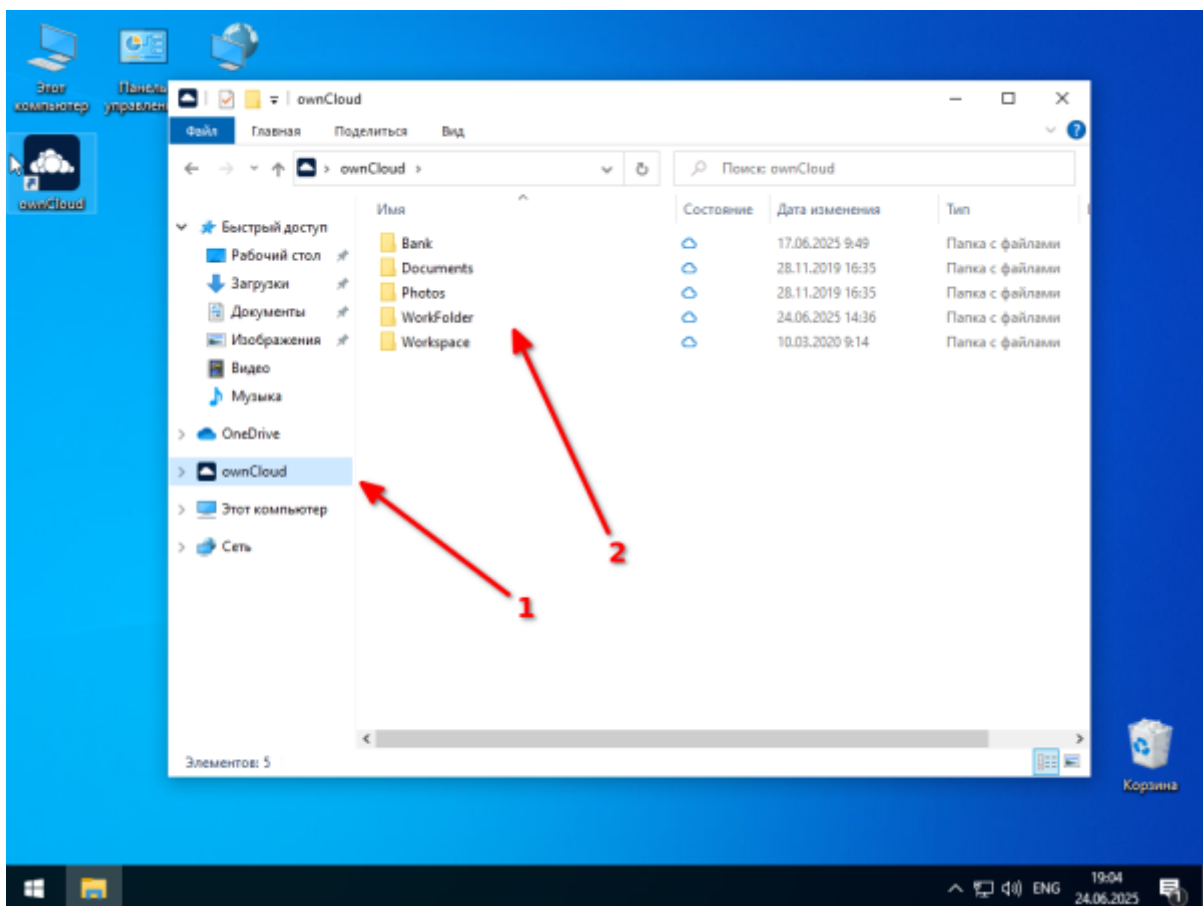 Этот компьютер
Панель управлен
ownCloud
ownCloud
Файл Главная Поделиться Вид
ownCloud
Поиск: ownCloud
Имя Состояние Дата изменения Тип
Быстрый доступ
Рабочий стол
Загрузки
Документы
Изображения
Видео
Музыка
OneDrive
ownCloud
Этот компьютер
Сеть
Bank 17.06.2025 9:49 Папка с файлами
Documents 28.11.2019 16:35 Папка с файлами
Photos 28.11.2019 16:35 Папка с файлами
WorkFolder 24.06.2025 14:36 Папка с файлами
Workspace 10.03.2020 9:14 Папка с файлами
2
1
Элементов: 5
Корзина
ENG
19:04
24.06.2025
1